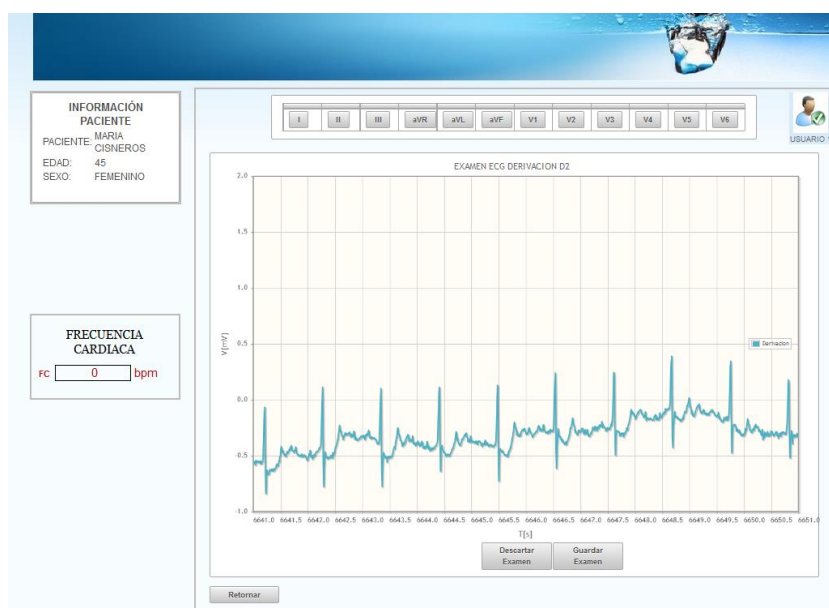 INFORMACIÓN
PACIENTE
PACIENTE: MARIA
CISNEROS
EDAD: 45
SEXO: FEMENINO
I II III aVR aVL aVF V1 V2 V3 V4 V5 V6
USUARIO
EXAMEN ECG DERIVACION D2
2.0
1.5
1.0
0.5
0.0
-0.5
-1.0
V[mV]
Derivacion
6641.0 6641.5 6642.0 6642.5 6643.0 6643.5 6644.0 6644.5 6645.0 6645.5 6646.0 6646.5 6647.0 6647.5 6648.0 6648.5 6649.0 6649.5 6650.0 6650.5 6651.0
T[s]
FRECUENCIA
CARDIACA
FC 0 bpm
Descartar
Examen
Guardar
Examen
Retornar